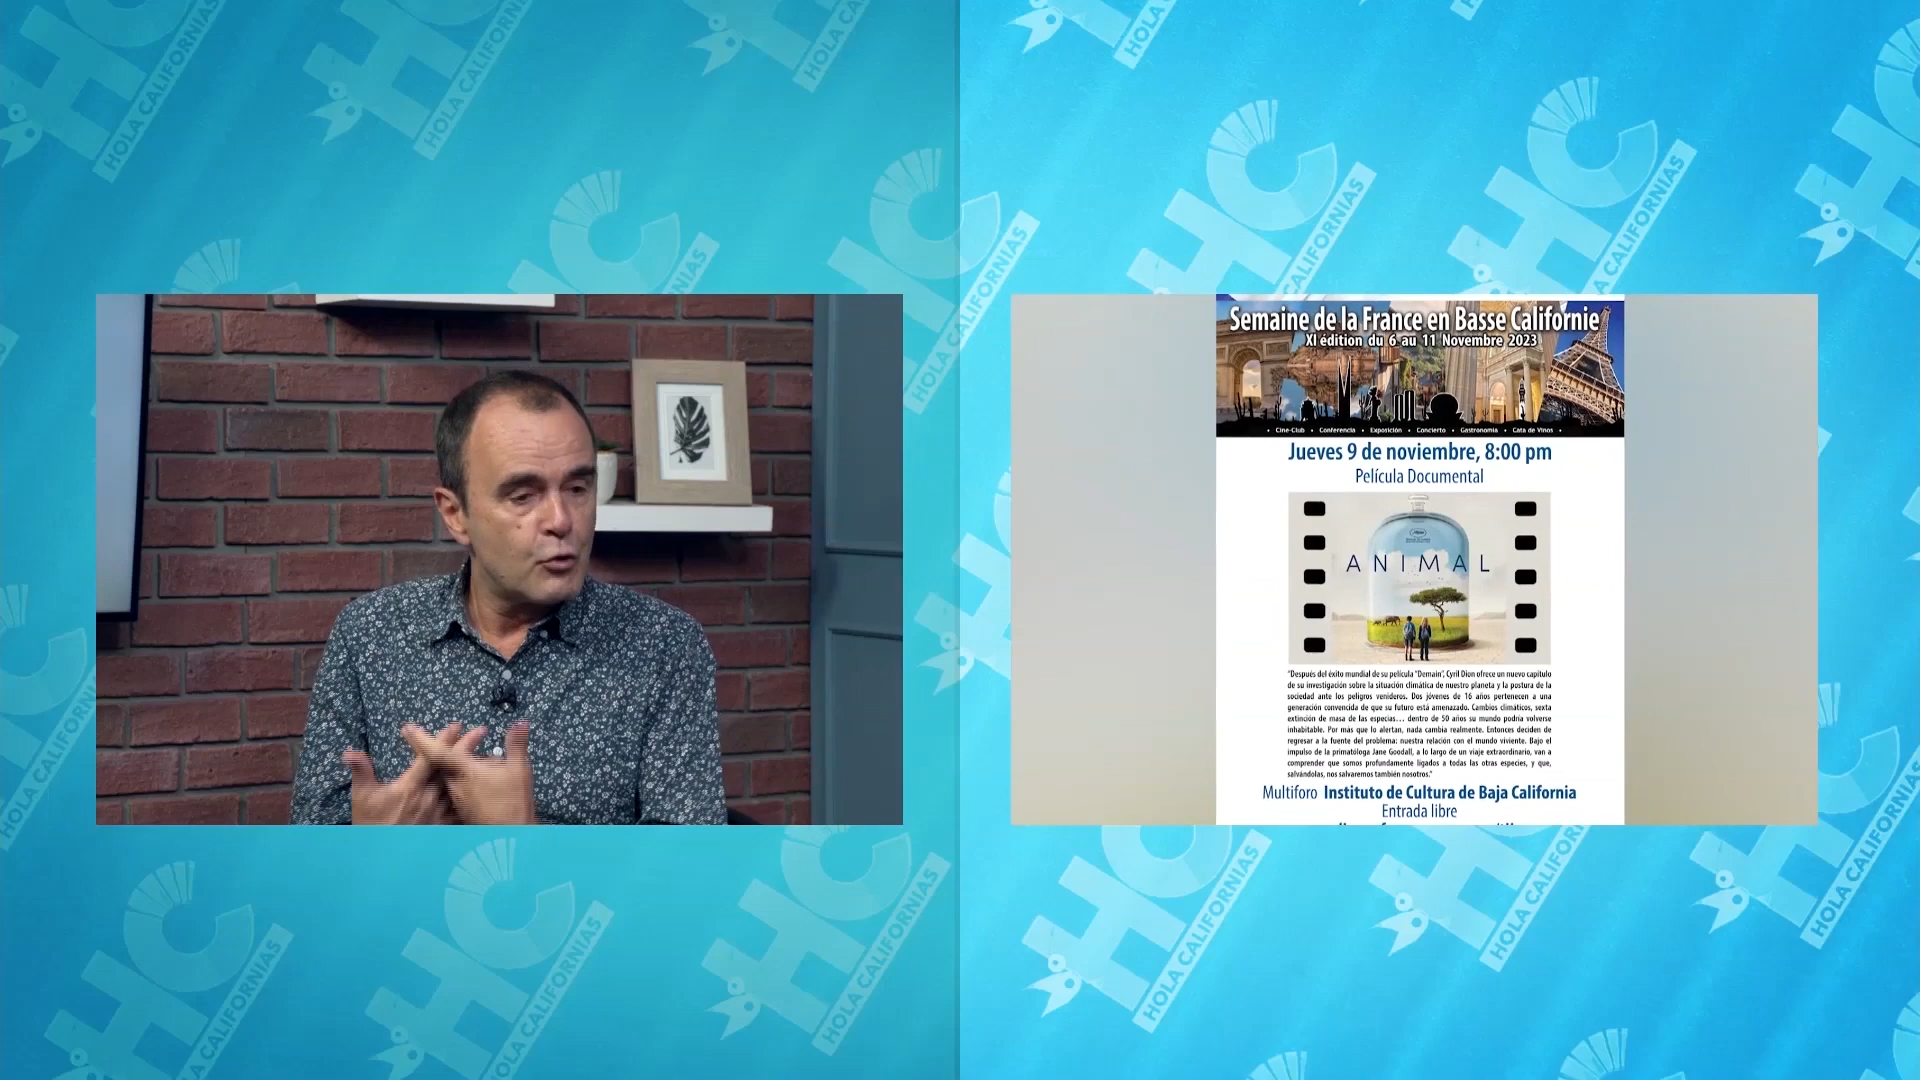 HC
HOLA CALIFORNIAS
Semaine de la France en Basse Californie
XI édition du 6 au 11 Novembre 2023
• Cine-Club • Conferencia • Exposición • Concierto • Gastronomía • Cata de Vinos •
Jueves 9 de noviembre, 8:00 pm
Película Documental
ANIMAL
"Después del éxito mundial de su película "Demain", Cyril Dion ofrece un nuevo capítulo
de su investigación sobre la situación climática de nuestro planeta y la postura de la
sociedad ante los peligros venideros. Dos jóvenes de 16 años pertenecen a una
generación convencida de que su futuro está amenazado. Cambios climáticos, sexta
extinción de masa de las especies... dentro de 50 años su mundo podría volverse
inhabitable. Por más que lo alertan, nada cambia realmente. Entonces deciden de
regresar a la fuente del problema: nuestra relación con el mundo viviente. Bajo el
impulso de la primatóloga Jane Goodall, a lo largo de un viaje extraordinario, van a
comprender que somos profundamente ligados a todas las otras especies, y que,
salvándolas, nos salvaremos también nosotros."
Multiforo Instituto de Cultura de Baja California
Entrada libre